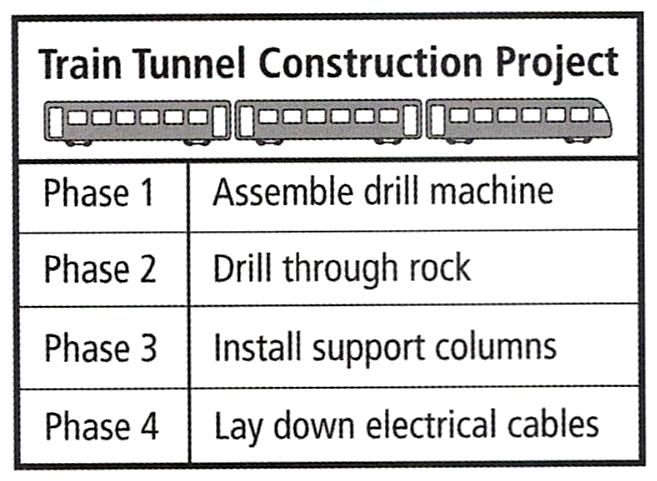 Train Tunnel Construction Project
Phase 1 Assemble drill machine
Phase 2 Drill through rock
Phase 3 Install support columns
Phase 4 Lay down electrical cables